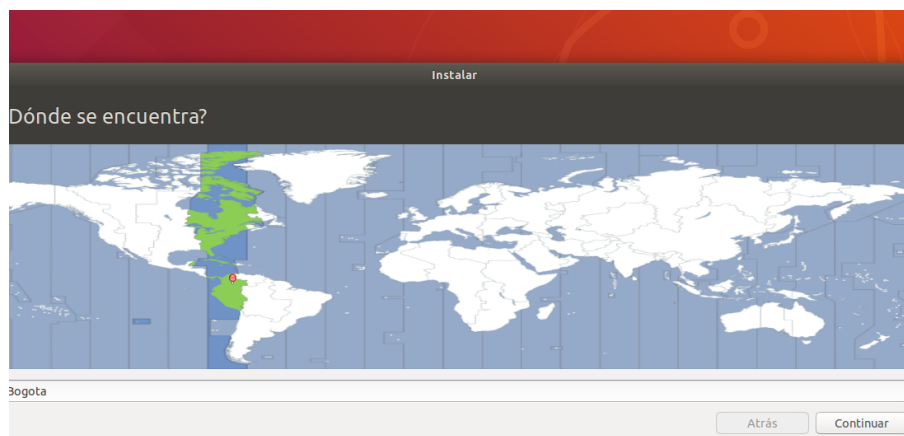 Instalar
Dónde se encuentra?
Bogota
Atrás
Continuar